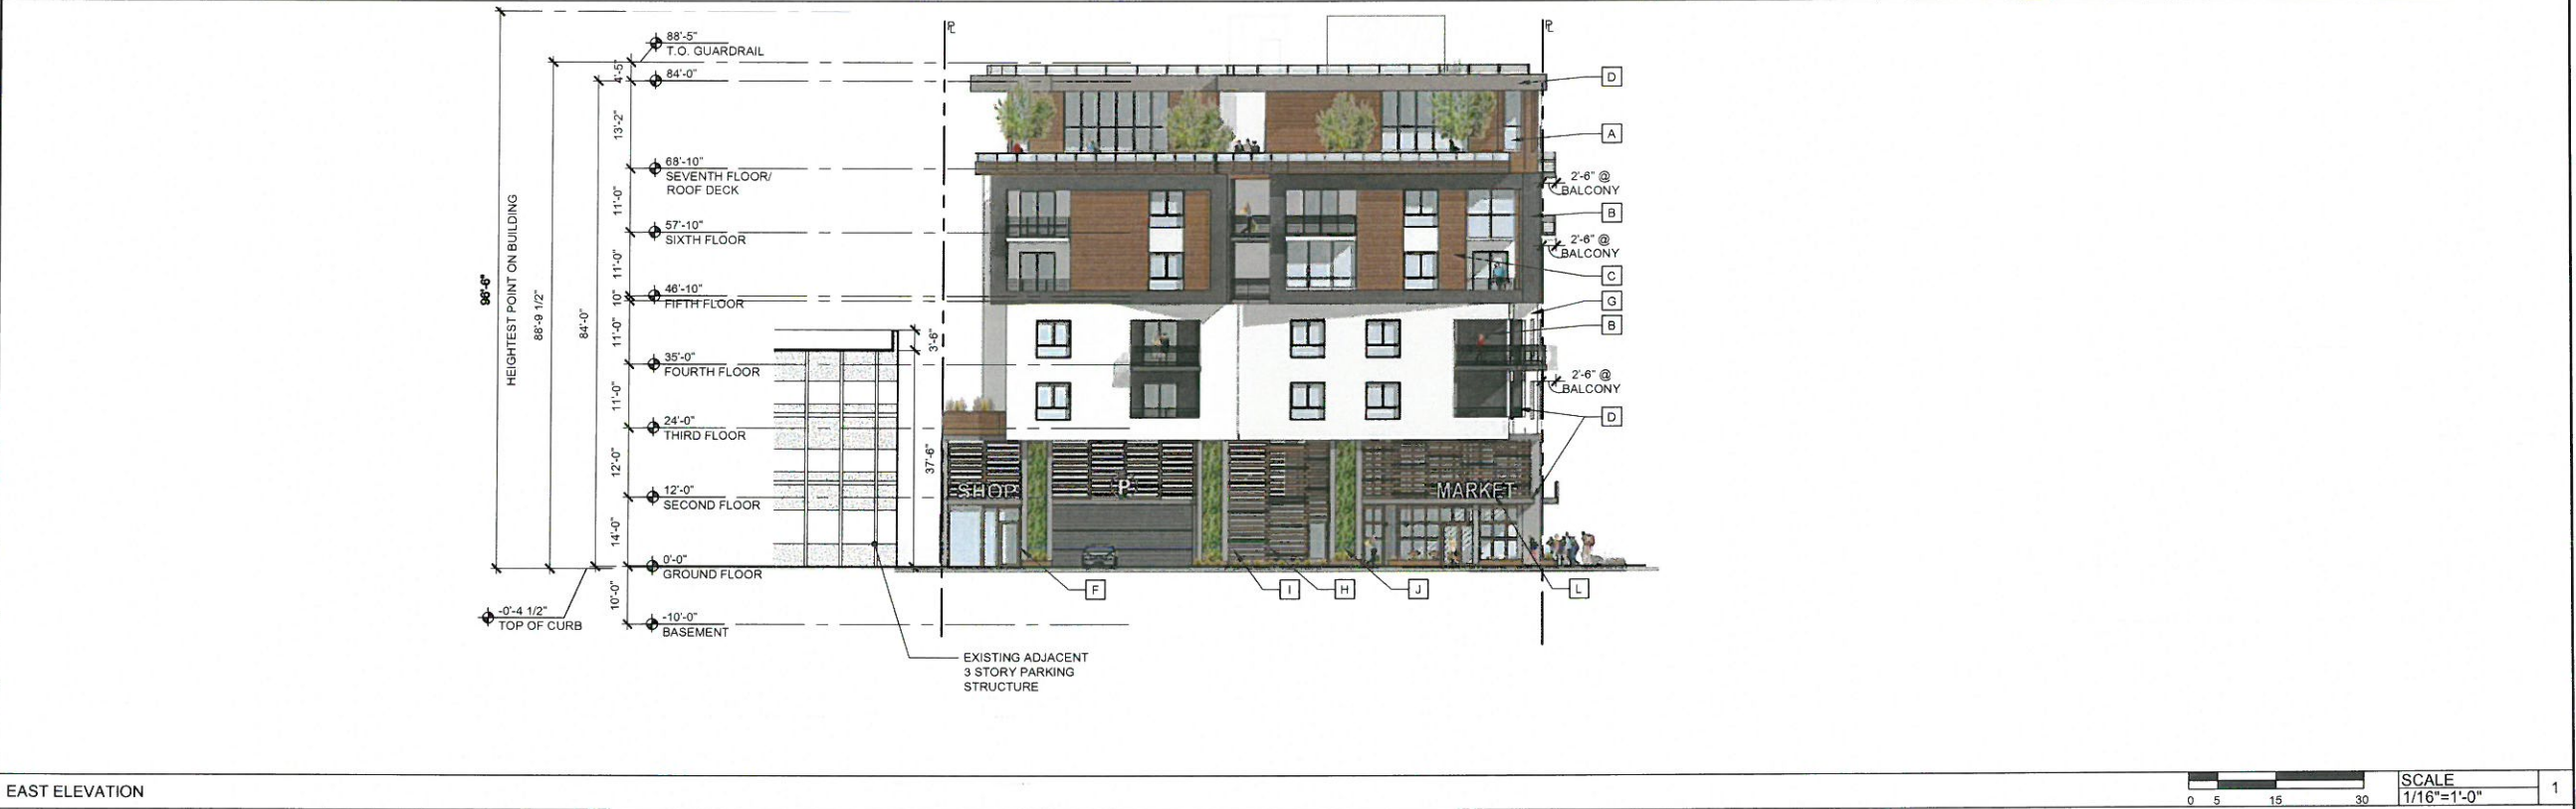 88'-5"
T.O. GUARDRAIL
84'-0"
68'-10"
SEVENTH FLOOR/
ROOF DECK
57'-10"
SIXTH FLOOR
46'-10"
FIFTH FLOOR
35'-0"
FOURTH FLOOR
24'-0"
THIRD FLOOR
12'-0"
SECOND FLOOR
0'-0"
GROUND FLOOR
-10'-0"
BASEMENT
-0'-4 1/2"
TOP OF CURB
96'-6"
HEIGHTEST POINT ON BUILDING
88'-9 1/2"
84'-0"
4'-5"
13'-2"
11'-0"
11'-0"
10"
11'-0"
11'-0"
12'-0"
14'-0"
10'-0"
3'-6"
37'-6"
PL
PL
SHOP
P
MARKET
D
A
2'-6" @
BALCONY
B
2'-6" @
BALCONY
C
G
B
2'-6" @
BALCONY
D
F
I
H
J
L
EXISTING ADJACENT
3 STORY PARKING
STRUCTURE
EAST ELEVATION
0 5 15 30
SCALE
1/16"=1'-0"
1